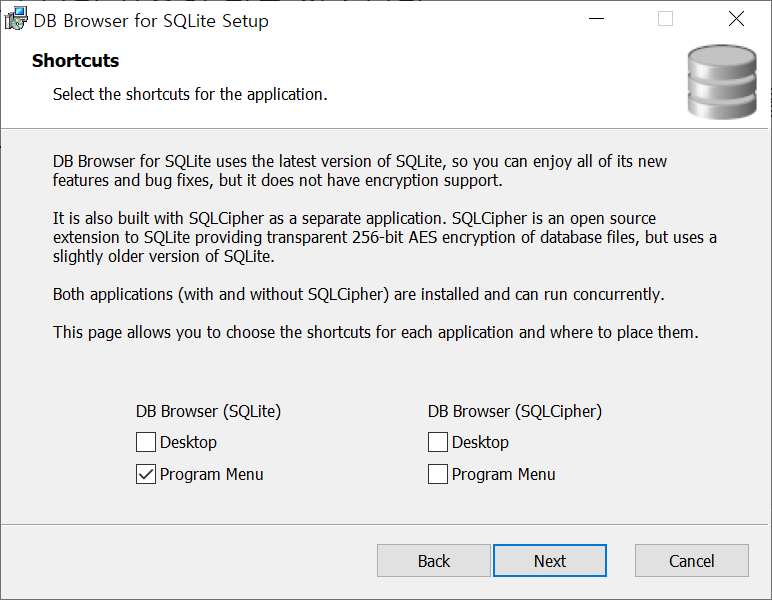 DB Browser for SQLite Setup
Shortcuts
Select the shortcuts for the application.
DB Browser for SQLite uses the latest version of SQLite, so you can enjoy all of its new
features and bug fixes, but it does not have encryption support.
It is also built with SQLCipher as a separate application. SQLCipher is an open source
extension to SQLite providing transparent 256-bit AES encryption of database files, but uses a
slightly older version of SQLite.
Both applications (with and without SQLCipher) are installed and can run concurrently.
This page allows you to choose the shortcuts for each application and where to place them.
DB Browser (SQLite) DB Browser (SQLCipher)
Desktop Desktop
Program Menu Program Menu
Back Next Cancel